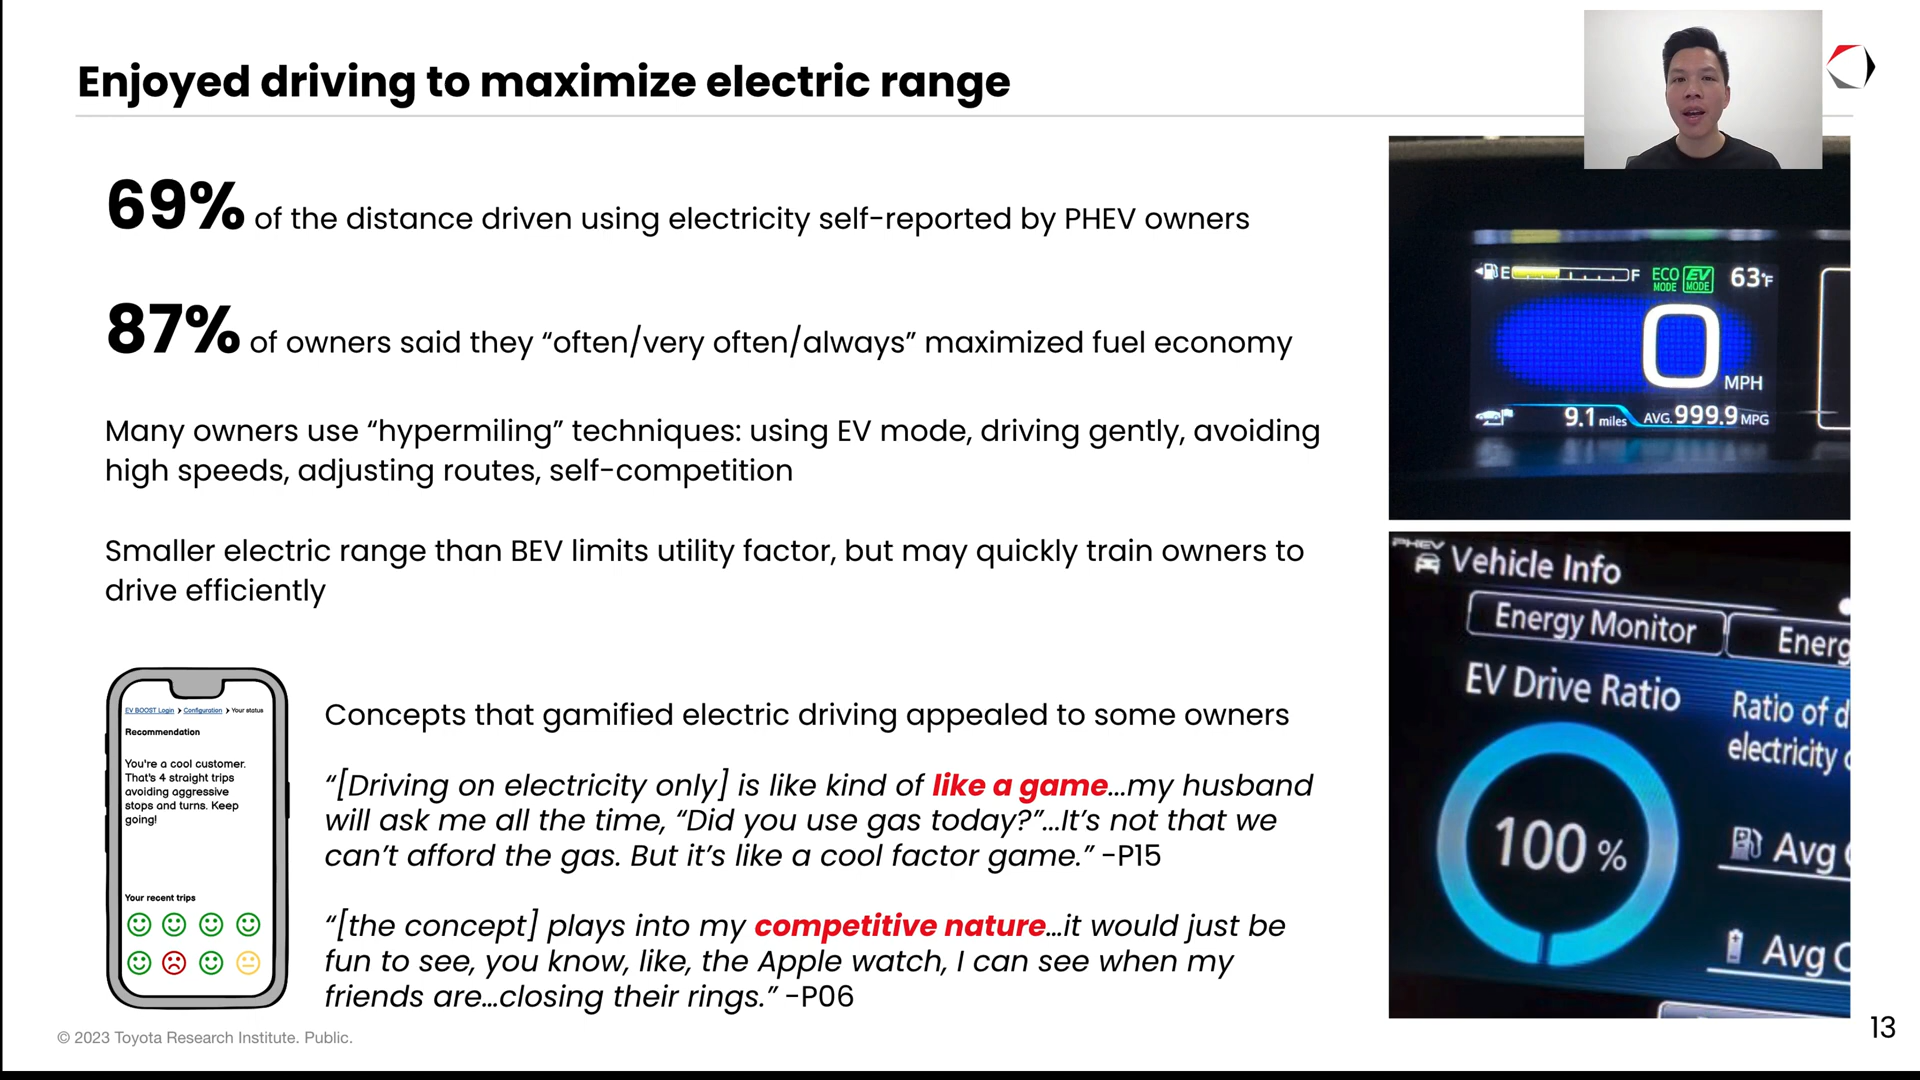 Enjoyed driving to maximize electric range
69% of the distance driven using electricity self-reported by PHEV owners
87% of owners said they “often/very often/always” maximized fuel economy
Many owners use “hypermiling” techniques: using EV mode, driving gently, avoiding
high speeds, adjusting routes, self-competition
Smaller electric range than BEV limits utility factor, but may quickly train owners to
drive efficiently
EV BOOST Login > Configuration > Your status
Recommendation
You're a cool customer.
That's 4 straight trips
avoiding aggressive
stops and turns. Keep
going!
Your recent trips
Concepts that gamified electric driving appealed to some owners
“[Driving on electricity only] is like kind of like a game…my husband
will ask me all the time, “Did you use gas today?”…It’s not that we
can’t afford the gas. But it’s like a cool factor game.” -P15
“[the concept] plays into my competitive nature…it would just be
fun to see, you know, like, the Apple watch, I can see when my
friends are…closing their rings.” -P06
E F ECO MODE EV MODE 63°F
0 MPH
9.1 miles AVG. 999.9 MPG
PHEV
Vehicle Info
Energy Monitor Energ
EV Drive Ratio
Ratio of d
electricity
100 %
Avg
Avg C
© 2023 Toyota Research Institute. Public.
13